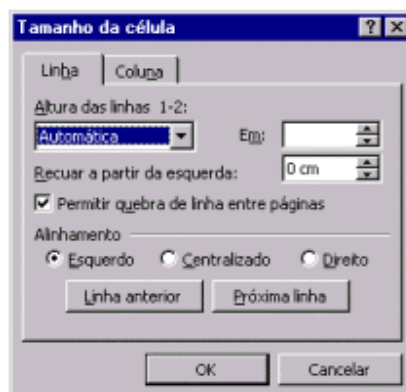 Tamanho da célula
Linha Coluna
Altura das linhas 1-2:
Automática Em:
Recuar a partir da esquerda: 0 cm
Permitir quebra de linha entre páginas
Alinhamento
Esquerdo Centralizado Direito
Linha anterior Próxima linha
OK Cancelar